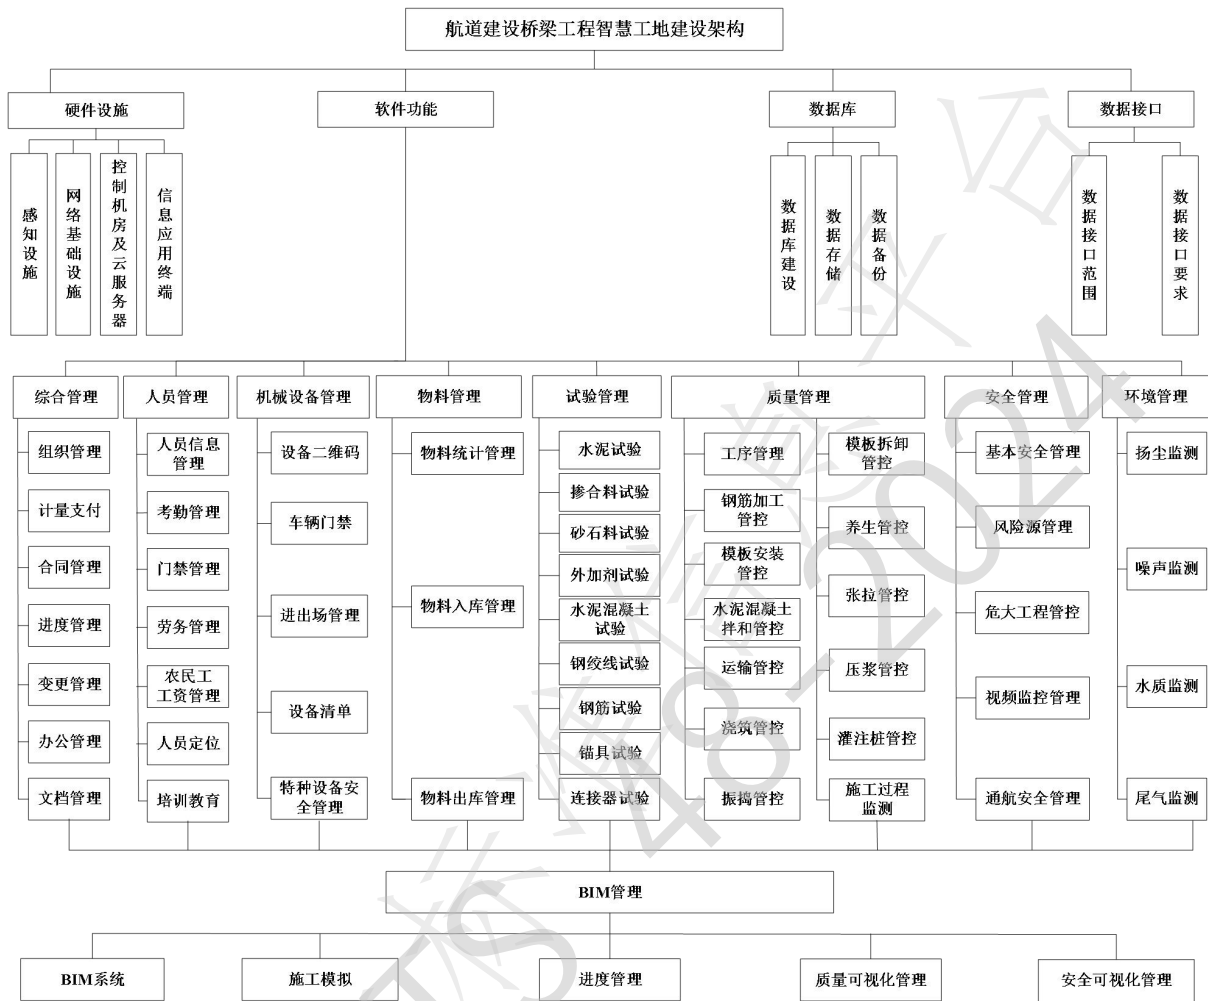 航道建设桥梁工程智慧工地建设架构
硬件设施
软件功能
数据库
数据接口
感知设施
网络基础设施
控制机房及云服务器
信息应用终端
数据库建设
数据存储
数据备份
数据接口范围
数据接口要求
综合管理
人员管理
机械设备管理
物料管理
试验管理
质量管理
安全管理
环境管理
组织管理
计量支付
合同管理
进度管理
变更管理
办公管理
文档管理
人员信息
管理
考勤管理
门禁管理
劳务管理
农民工
工资管理
人员定位
培训教育
设备二维码
车辆门禁
进出场管理
设备清单
特种设备安
全管理
物料统计管理
物料入库管理
物料出库管理
水泥试验
掺合料试验
砂石料试验
外加剂试验
水泥混凝土
试验
钢绞线试验
钢筋试验
锚具试验
连接器试验
工序管理
钢筋加工
管控
模板安装
管控
水泥混凝土
拌和管控
运输管控
浇筑管控
振捣管控
模板拆卸
管控
养生管控
张拉管控
压浆管控
灌注桩管控
施工过程
监测
基本安全管理
风险源管理
危大工程管控
视频监控管理
通航安全管理
扬尘监测
噪声监测
水质监测
尾气监测
BIM管理
BIM系统
施工模拟
进度管理
质量可视化管理
安全可视化管理